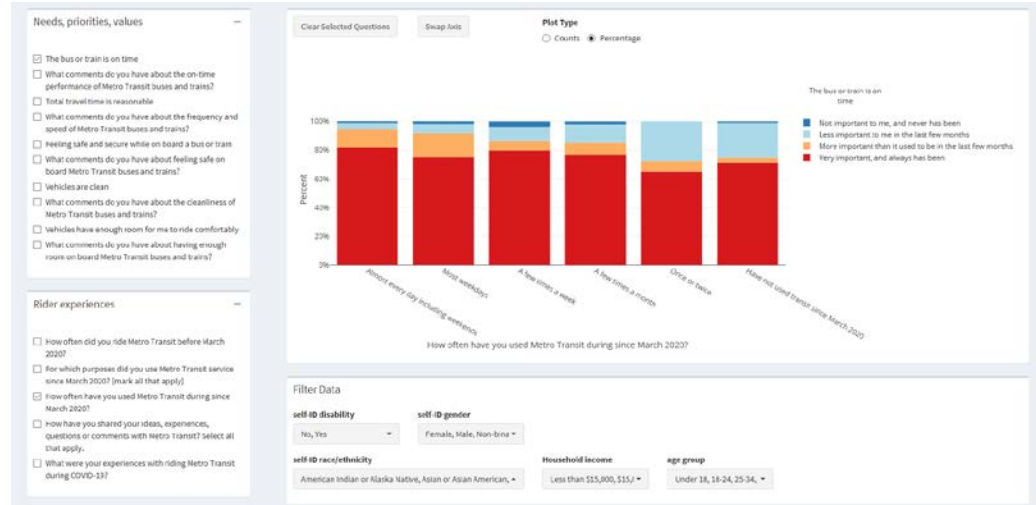 Needs, priorities, values
The bus or train is on time
What comments do you have about the on-time
performance of Metro Transit buses and trains?
Total travel time is reasonable
What comments do you have about the frequency and
speed of Metro Transit buses and trains?
Feeling safe and secure while on board a bus or train
What comments do you have about feeling safe on
board Metro Transit buses and trains?
Vehicles are clean
What comments do you have about the cleanliness of
Metro Transit buses and trains?
Vehicles have enough room for me to ride comfortably
What comments do you have about having enough
room on board Metro Transit buses and trains?
Rider experiences
How often did you ride Metro Transit before March
2020?
For which purposes did you use Metro Transit service
since March 2020? [mark all that apply]
How often have you used Metro Transit during since
March 2020?
How have you shared your ideas, experiences,
questions or comments with Metro Transit? Select all
that apply.
What were your experiences with riding Metro Transit
during COVID-19?
Clear Selected Questions
Swap Axis
Plot Type
Counts
Percentage
The bus or train is on
time
Not important to me, and never has been
Less important to me in the last few months
More important than it used to be in the last few months
Very important, and always has been
Percent
100%
80%
60%
40%
20%
0%
Almost every day including weekends
Most weekdays
A few times a week
A few times a month
Once or twice
Have not used transit since March 2020
How often have you used Metro Transit during since March 2020?
Filter Data
self-ID disability
self-ID gender
No, Yes
Female, Male, Non-bina
self-ID race/ethnicity
Household income
age group
American Indian or Alaska Native, Asian or Asian American,
Less than $15,000, $15,
Under 18, 18-24, 25-34,